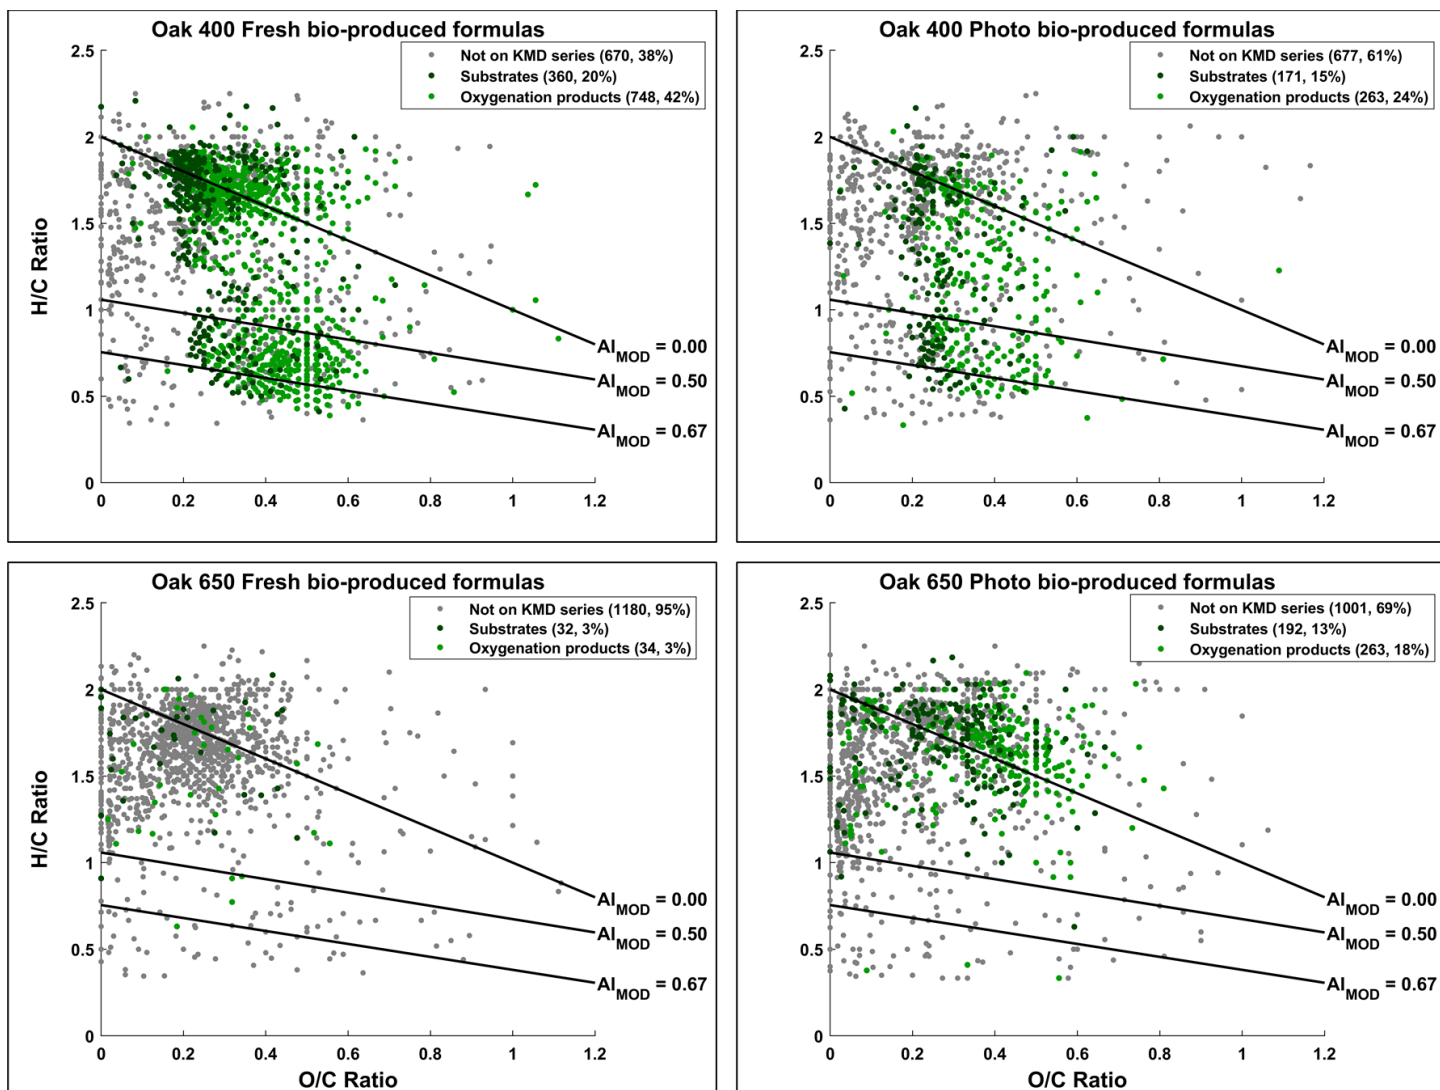 Oak 400 Fresh bio-produced formulas
Not on KMD series (670, 38%)
Substrates (360, 20%)
Oxygenation products (748, 42%)
2.5
2
1.5
1
0.5
0
H/C Ratio
0
0.2
0.4
0.6
0.8
1
1.2
AI_MOD = 0.00
AI_MOD = 0.50
AI_MOD = 0.67
Oak 400 Photo bio-produced formulas
Not on KMD series (677, 61%)
Substrates (171, 15%)
Oxygenation products (263, 24%)
2.5
2
1.5
1
0.5
0
0
0.2
0.4
0.6
0.8
1
1.2
AI_MOD = 0.00
AI_MOD = 0.50
AI_MOD = 0.67
Oak 650 Fresh bio-produced formulas
Not on KMD series (1180, 95%)
Substrates (32, 3%)
Oxygenation products (34, 3%)
2.5
2
1.5
1
0.5
0
H/C Ratio
0
0.2
0.4
0.6
0.8
1
1.2
O/C Ratio
AI_MOD = 0.00
AI_MOD = 0.50
AI_MOD = 0.67
Oak 650 Photo bio-produced formulas
Not on KMD series (1001, 69%)
Substrates (192, 13%)
Oxygenation products (263, 18%)
2.5
2
1.5
1
0.5
0
0
0.2
0.4
0.6
0.8
1
1.2
O/C Ratio
AI_MOD = 0.00
AI_MOD = 0.50
AI_MOD = 0.67